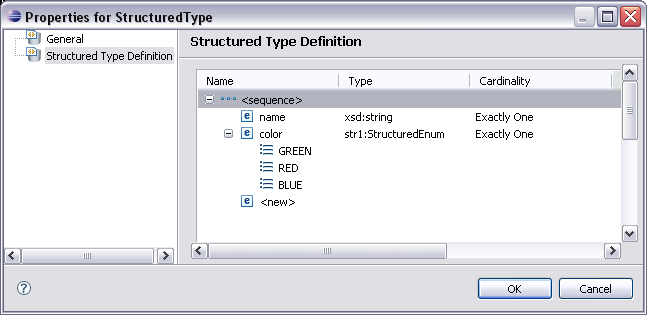 Properties for StructuredType
General
Structured Type Definition
Structured Type Definition
Name Type Cardinality
<sequence>
name xsd:string Exactly One
color str1:StructuredEnum Exactly One
GREEN
RED
BLUE
<new>
OK Cancel